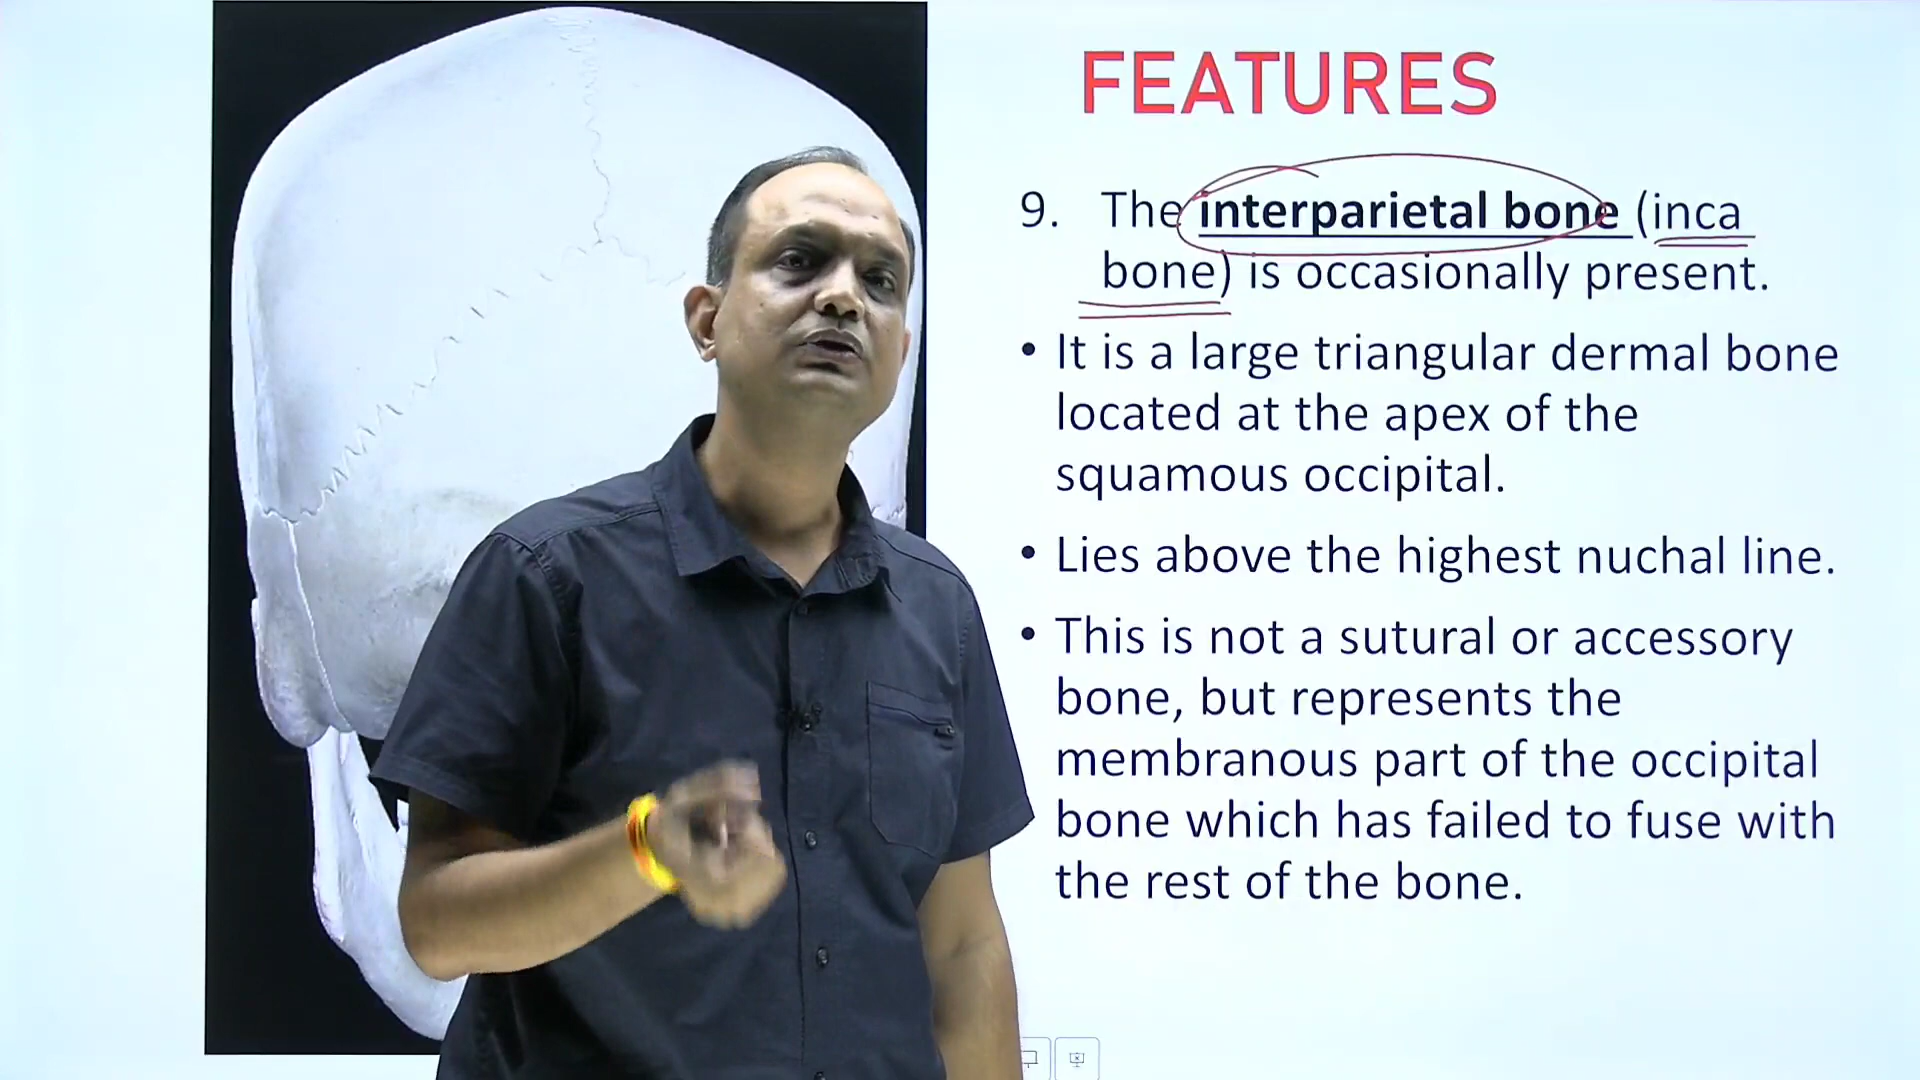 FEATURES
9. The interparietal bone (inca
bone) is occasionally present.
• It is a large triangular dermal bone
located at the apex of the
squamous occipital.
• Lies above the highest nuchal line.
• This is not a sutural or accessory
bone, but represents the
membranous part of the occipital
bone which has failed to fuse with
the rest of the bone.